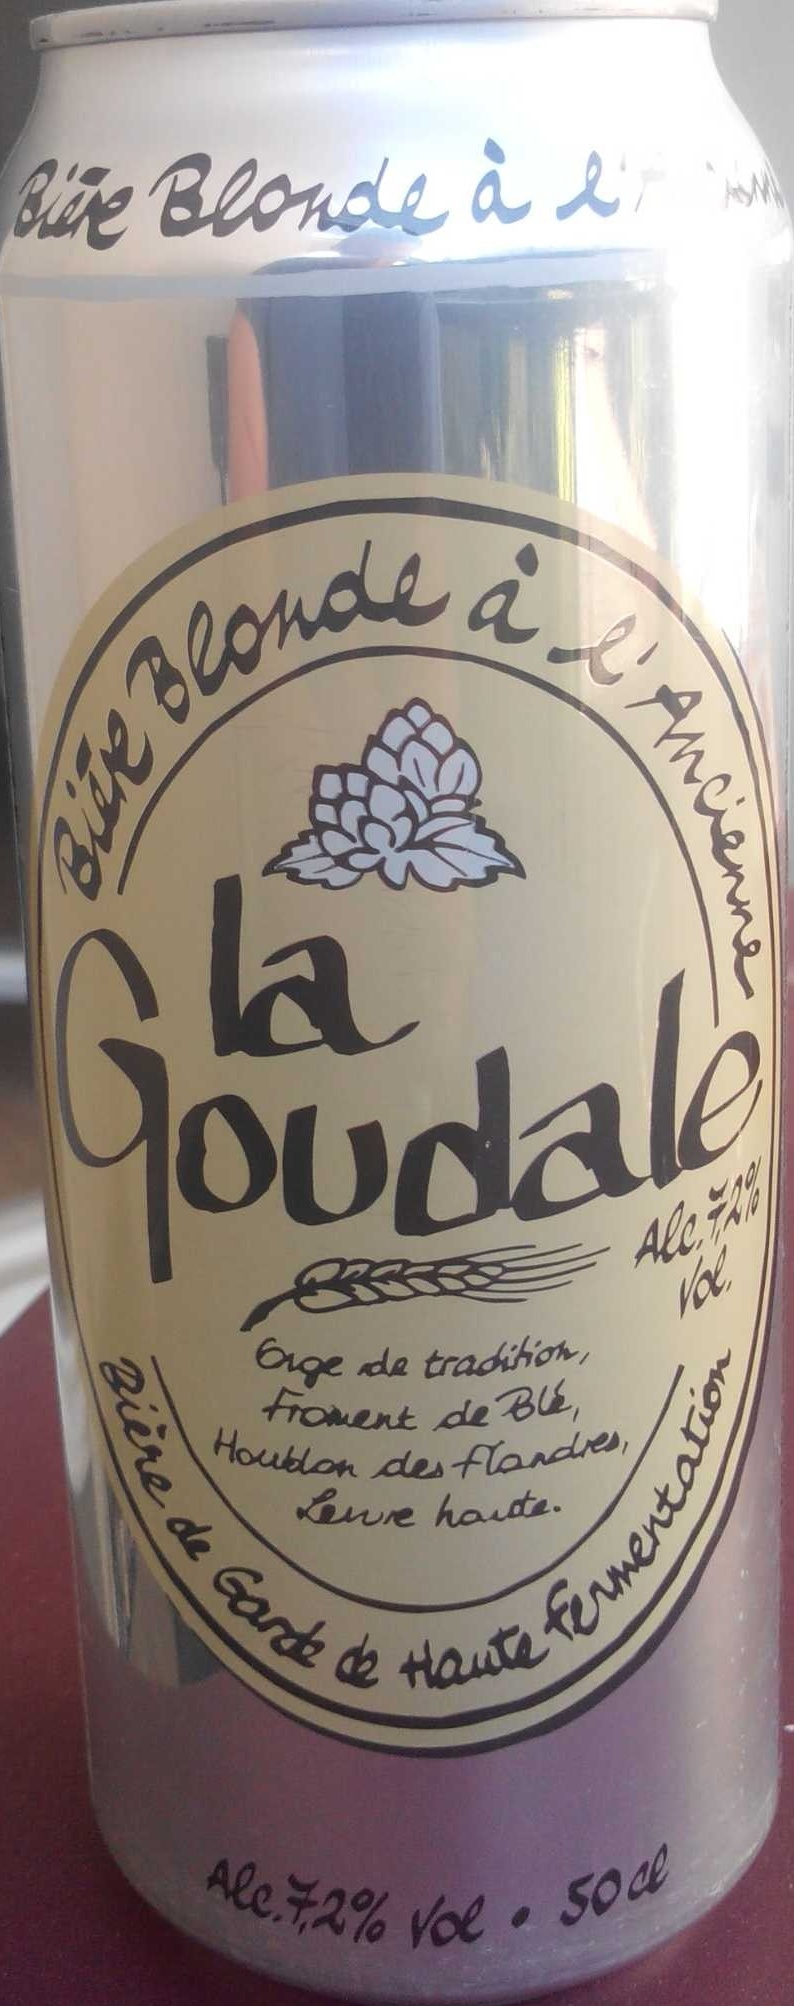 Bière Blonde à l'
Bière Blonde à l'Ancienne
la
Goudale
Alc. 7,2%
Vol.
Orge de tradition,
Froment de Blé,
Houblon des Flandres,
Levure haute.
Bière de Garde de Haute Fermentation
Alc. 7,2% Vol • 50 cl